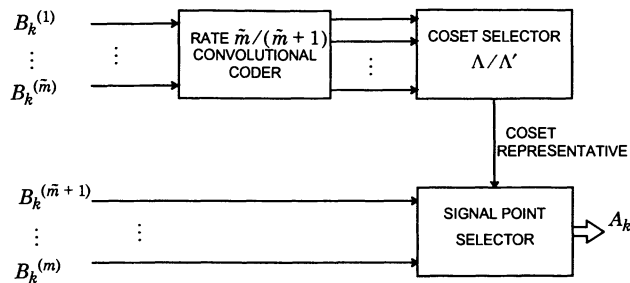 B_k^(1)
⋮ ⋮
B_k^(m̃)
RATE m̃/(m̃ + 1)
CONVOLUTIONAL
CODER
⋮
COSET SELECTOR
Λ/Λ′
COSET
REPRESENTATIVE
B_k^(m̃ + 1)
⋮ ⋮
B_k^(m)
SIGNAL POINT
SELECTOR
A_k